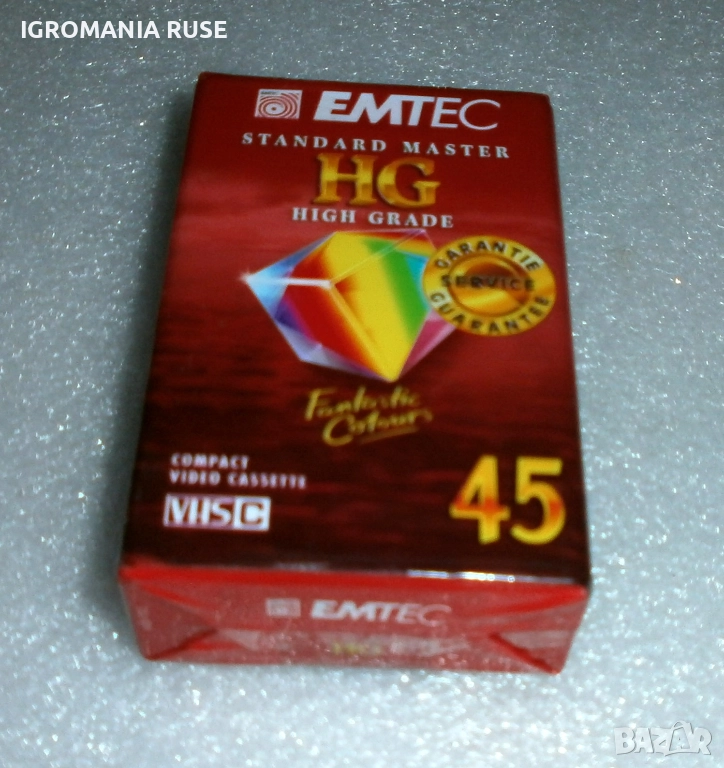 IGROMANIA RUSE
EMTEC
STANDARD MASTER
HG
HIGH GRADE
GARANTIE
SERVICE
GUARANTEE
Fantastic
Colours
COMPACT
VIDEO CASSETTE
VHS C
45
EMTEC
HG
BAZAR